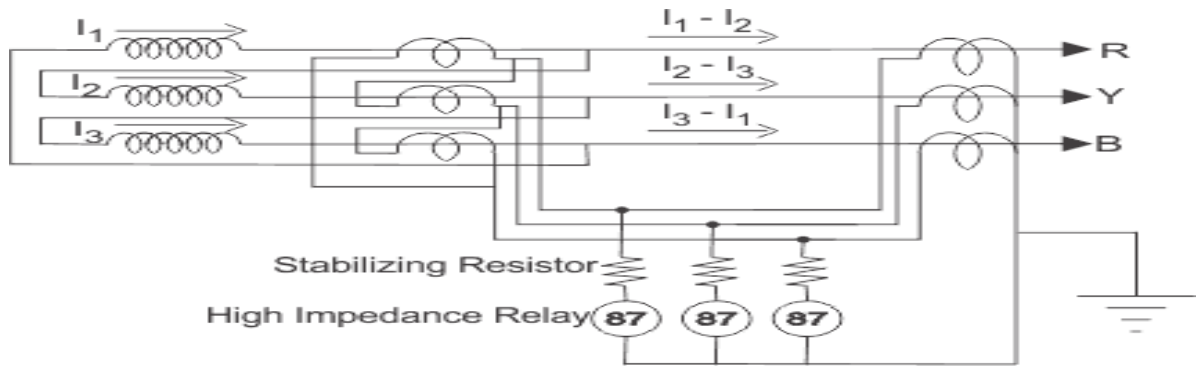 I1
I1 - I2
R
I2
I2 - I3
Y
I3
I3 - I1
B
Stabilizing Resistor
High Impedance Relay 87 87 87